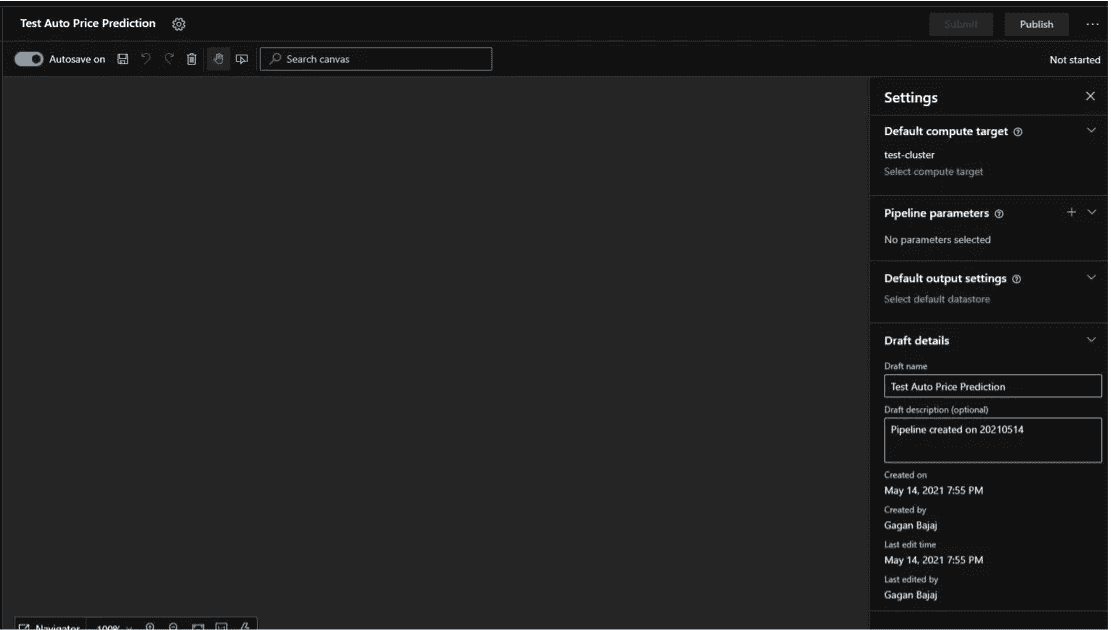 Test Auto Price Prediction
Submit Publish
Autosave on Search canvas Not started
Settings
Default compute target
test-cluster
Select compute target
Pipeline parameters
No parameters selected
Default output settings
Select default datastore
Draft details
Draft name
Test Auto Price Prediction
Draft description (optional)
Pipeline created on 20210514
Created on
May 14, 2021 7:55 PM
Created by
Gagan Bajaj
Last edit time
May 14, 2021 7:55 PM
Last edited by
Gagan Bajaj
Navigator 100%